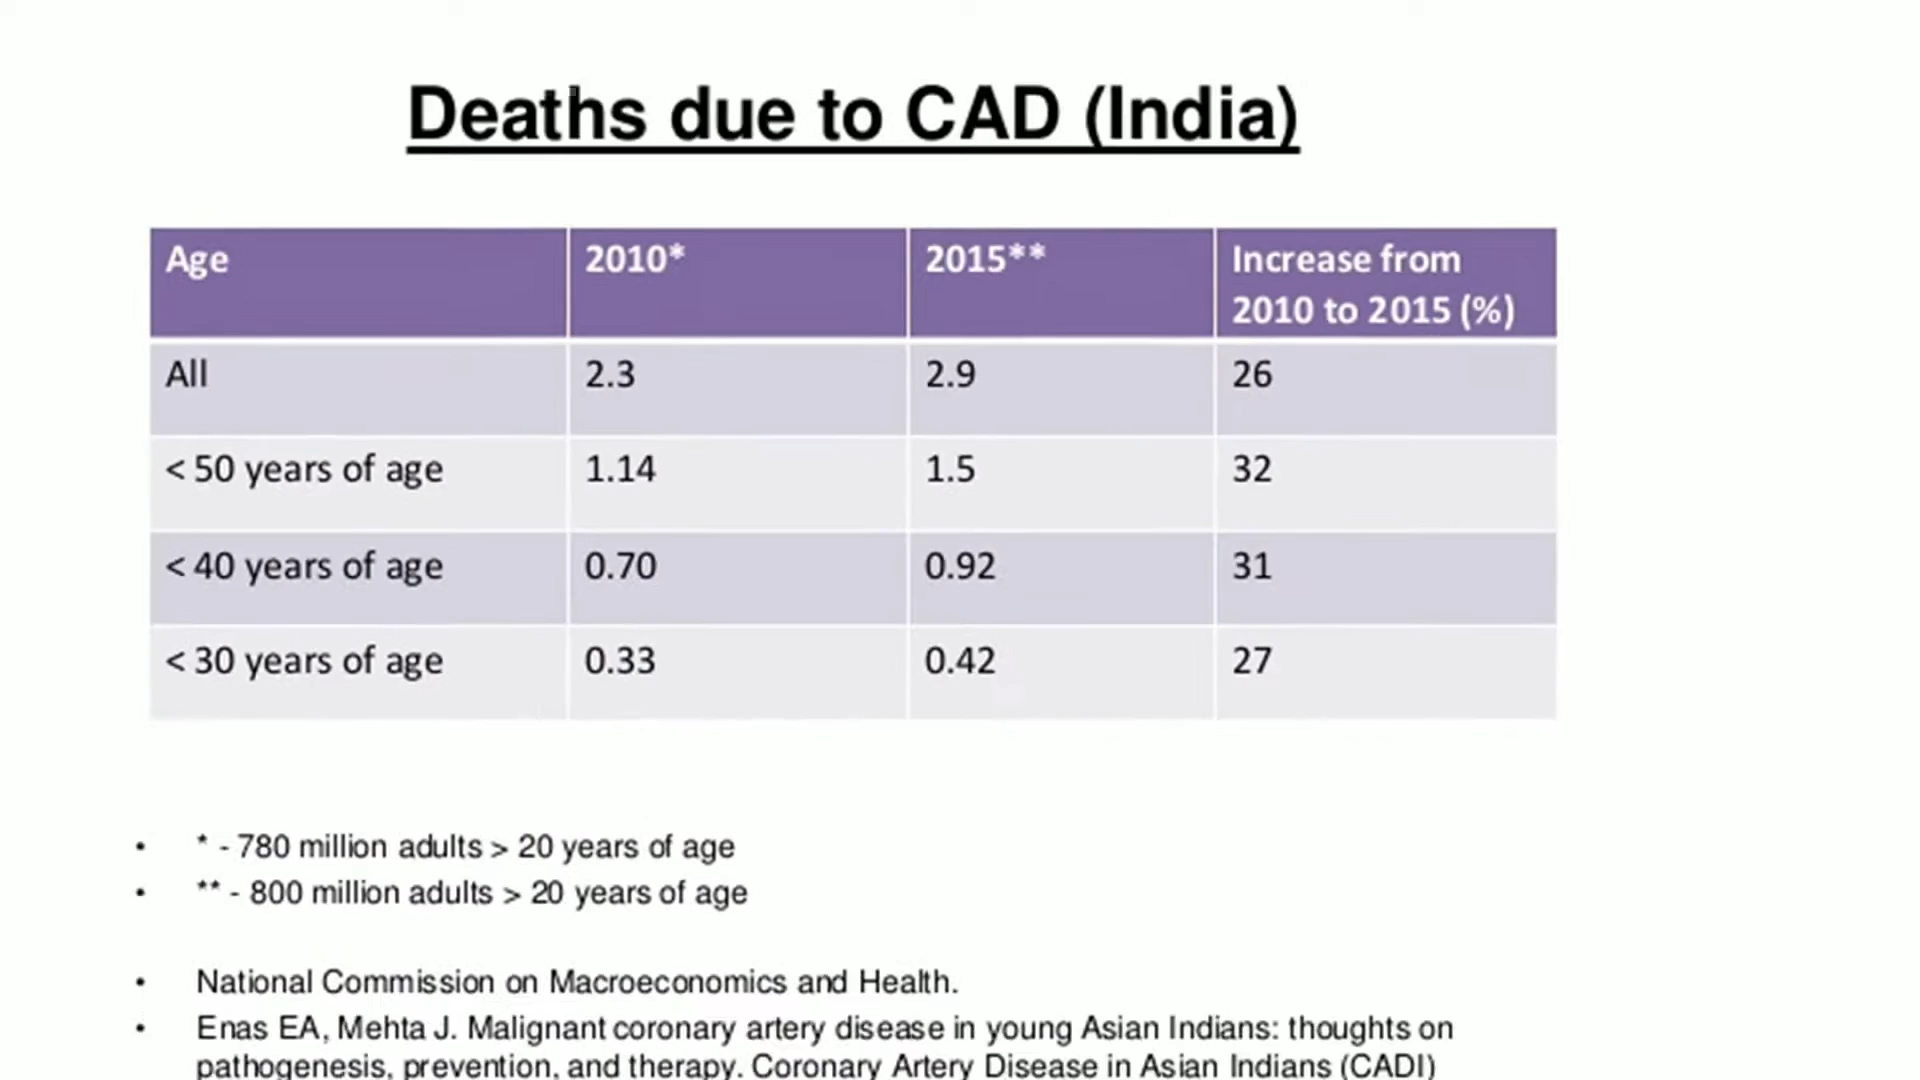 Deaths due to CAD (India)
Age 2010* 2015** Increase from
2010 to 2015 (%)
All 2.3 2.9 26
< 50 years of age 1.14 1.5 32
< 40 years of age 0.70 0.92 31
< 30 years of age 0.33 0.42 27
• * - 780 million adults > 20 years of age
• ** - 800 million adults > 20 years of age
• National Commission on Macroeconomics and Health.
• Enas EA, Mehta J. Malignant coronary artery disease in young Asian Indians: thoughts on
pathogenesis, prevention, and therapy. Coronary Artery Disease in Asian Indians (CADI)